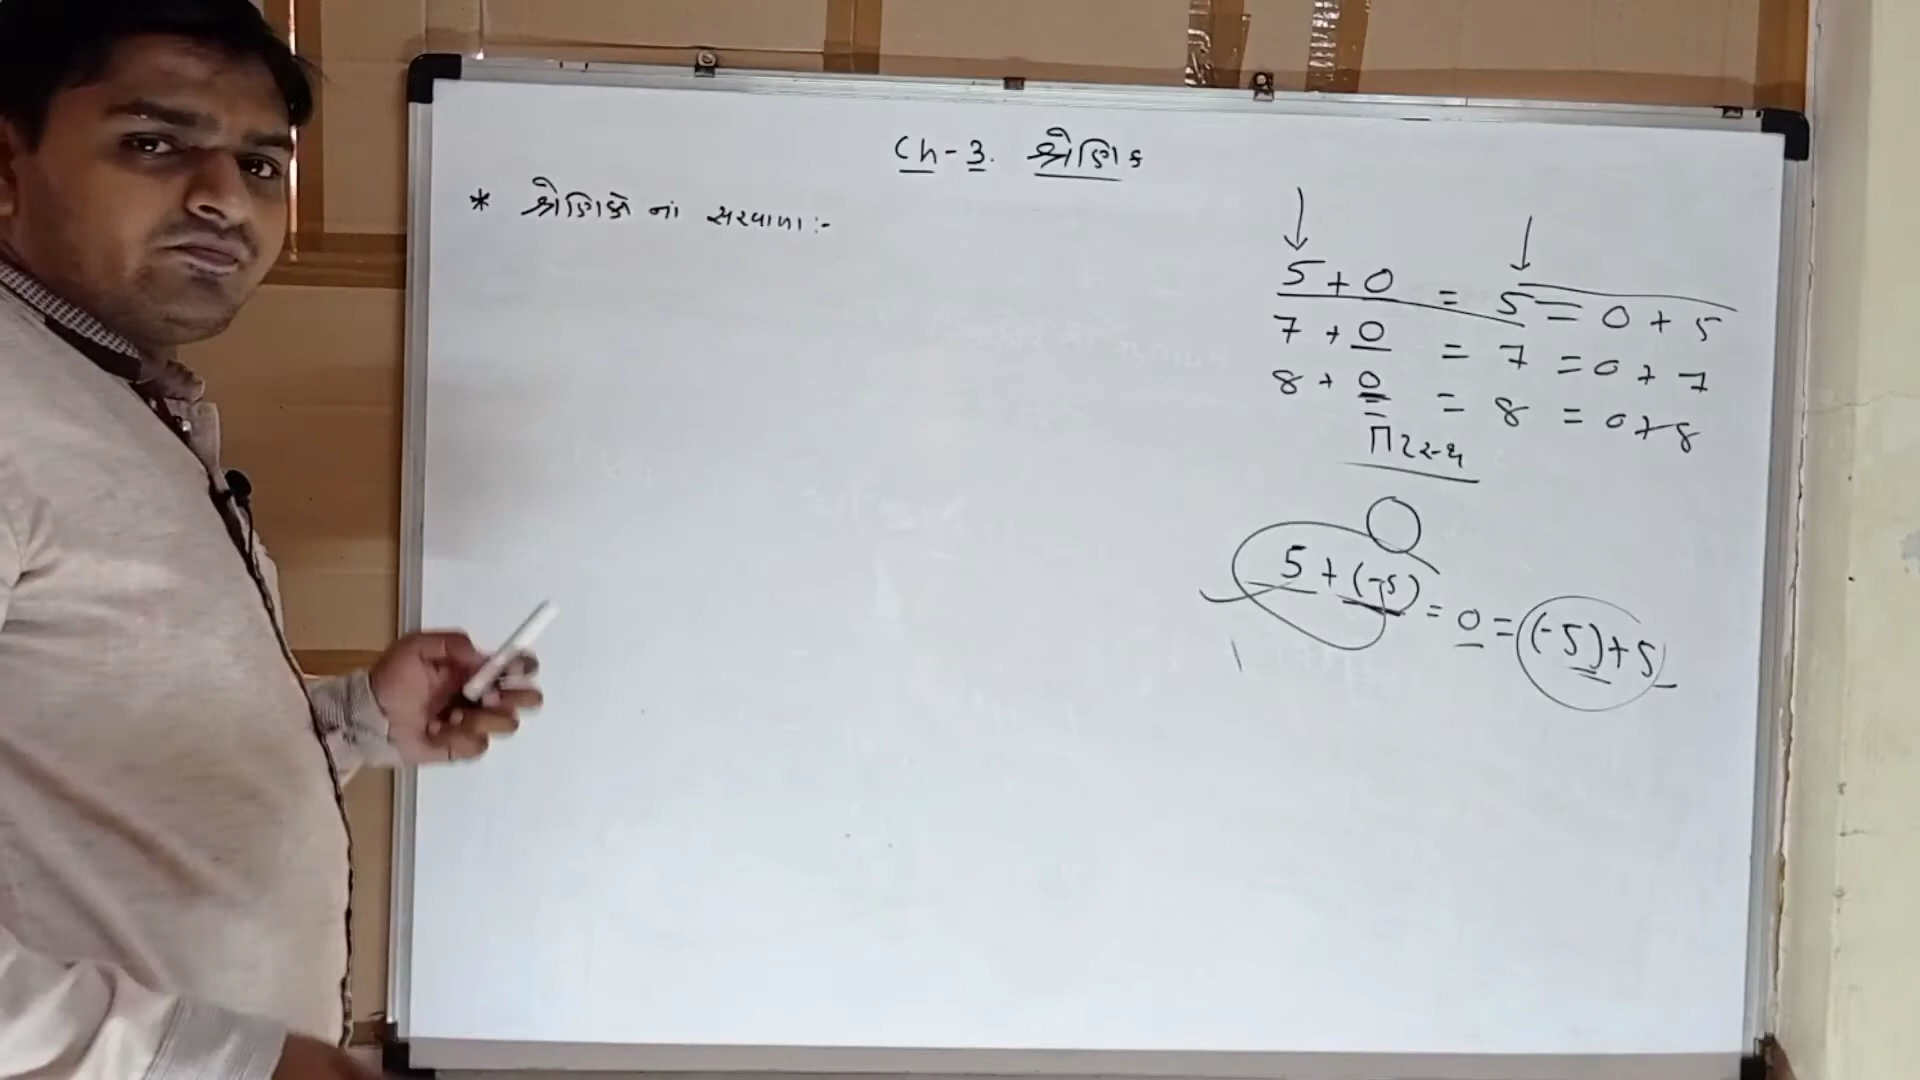 Ch-3. શ્રેણિક
* શ્રેણિકો નાં સરવાળા :-
5 + 0 = 5 = 0 + 5
7 + 0 = 7 = 0 + 7
8 + 0 = 8 = 0 + 8
5 + (-5) = 0 = (-5) + 5